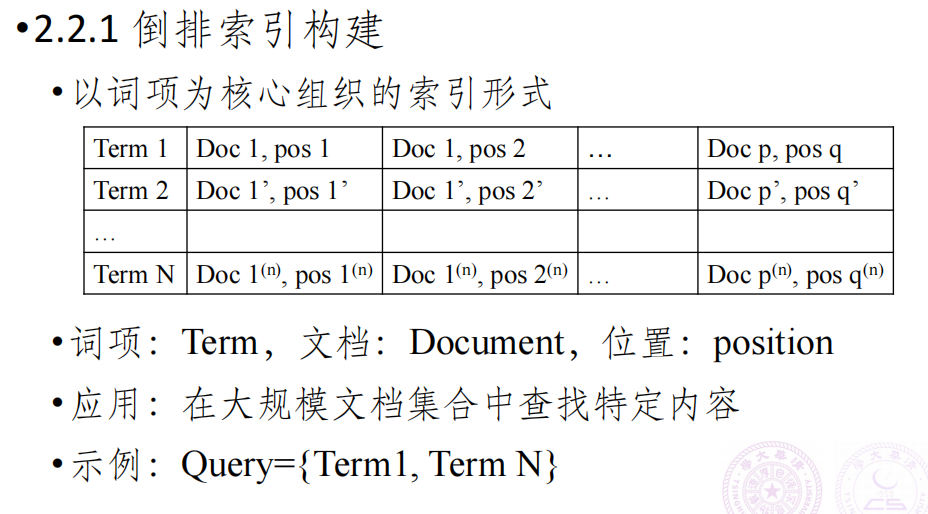 •2.2.1 倒排索引构建
•以词项为核心组织的索引形式
Term 1 Doc 1, pos 1 Doc 1, pos 2 … Doc p, pos q
Term 2 Doc 1’, pos 1’ Doc 1’, pos 2’ … Doc p’, pos q’
…
Term N Doc 1(n), pos 1(n) Doc 1(n), pos 2(n) … Doc p(n), pos q(n)
•词项：Term，文档：Document，位置：position
•应用：在大规模文档集合中查找特定内容
•示例：Query={Term1, Term N}